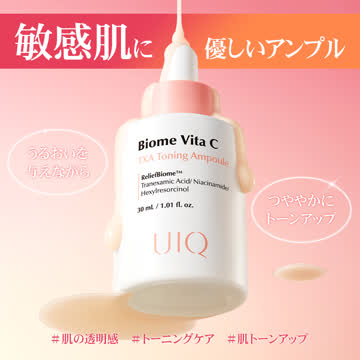 敏感肌に 優しいアンプル
Biome Vita C
TXA Toning Ampoule
ReliefBiome™
Tranexamic Acid/ Niacinamide/
Hexylresorcinol
30 mL / 1.01 fl. oz.
UIQ
うるおいを
与えながら
つややかに
トーンアップ
#肌の透明感 #トーニングケア #肌トーンアップ